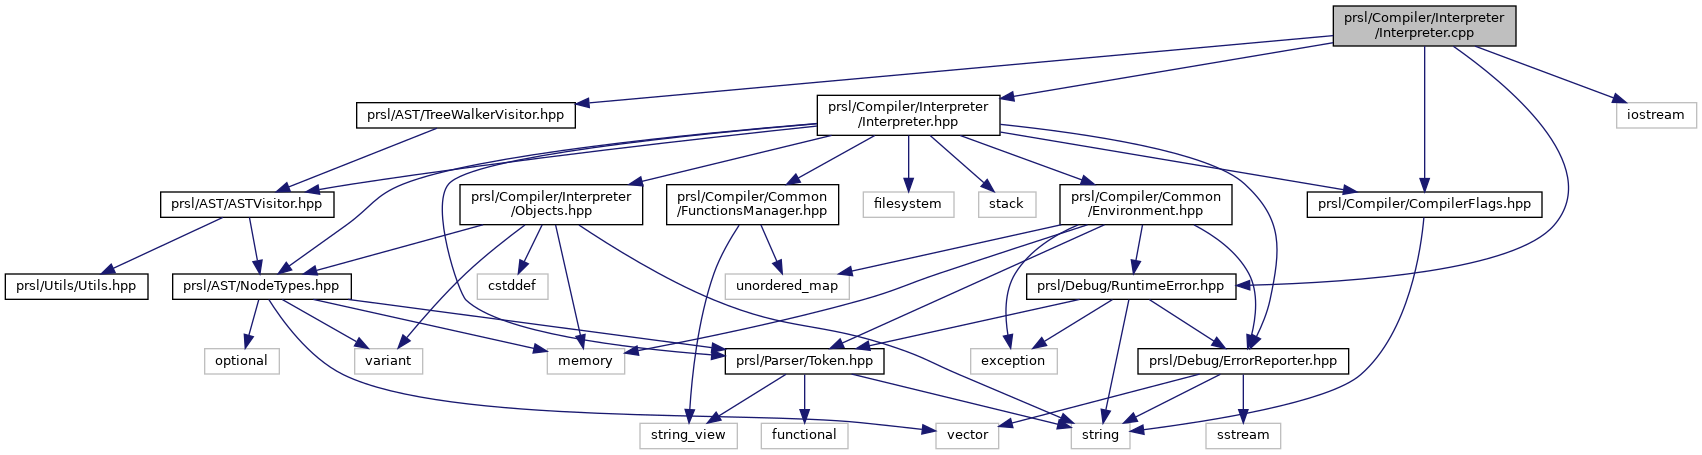 prsl/Compiler/Interpreter
/Interpreter.cpp
prsl/AST/TreeWalkerVisitor.hpp
prsl/Compiler/Interpreter
/Interpreter.hpp
iostream
prsl/AST/ASTVisitor.hpp
prsl/Compiler/Interpreter
/Objects.hpp
prsl/Compiler/Common
/FunctionsManager.hpp
filesystem
stack
prsl/Compiler/Common
/Environment.hpp
prsl/Compiler/CompilerFlags.hpp
prsl/Utils/Utils.hpp
prsl/AST/NodeTypes.hpp
cstddef
unordered_map
prsl/Debug/RuntimeError.hpp
optional
variant
memory
prsl/Parser/Token.hpp
exception
prsl/Debug/ErrorReporter.hpp
string_view
functional
vector
string
sstream